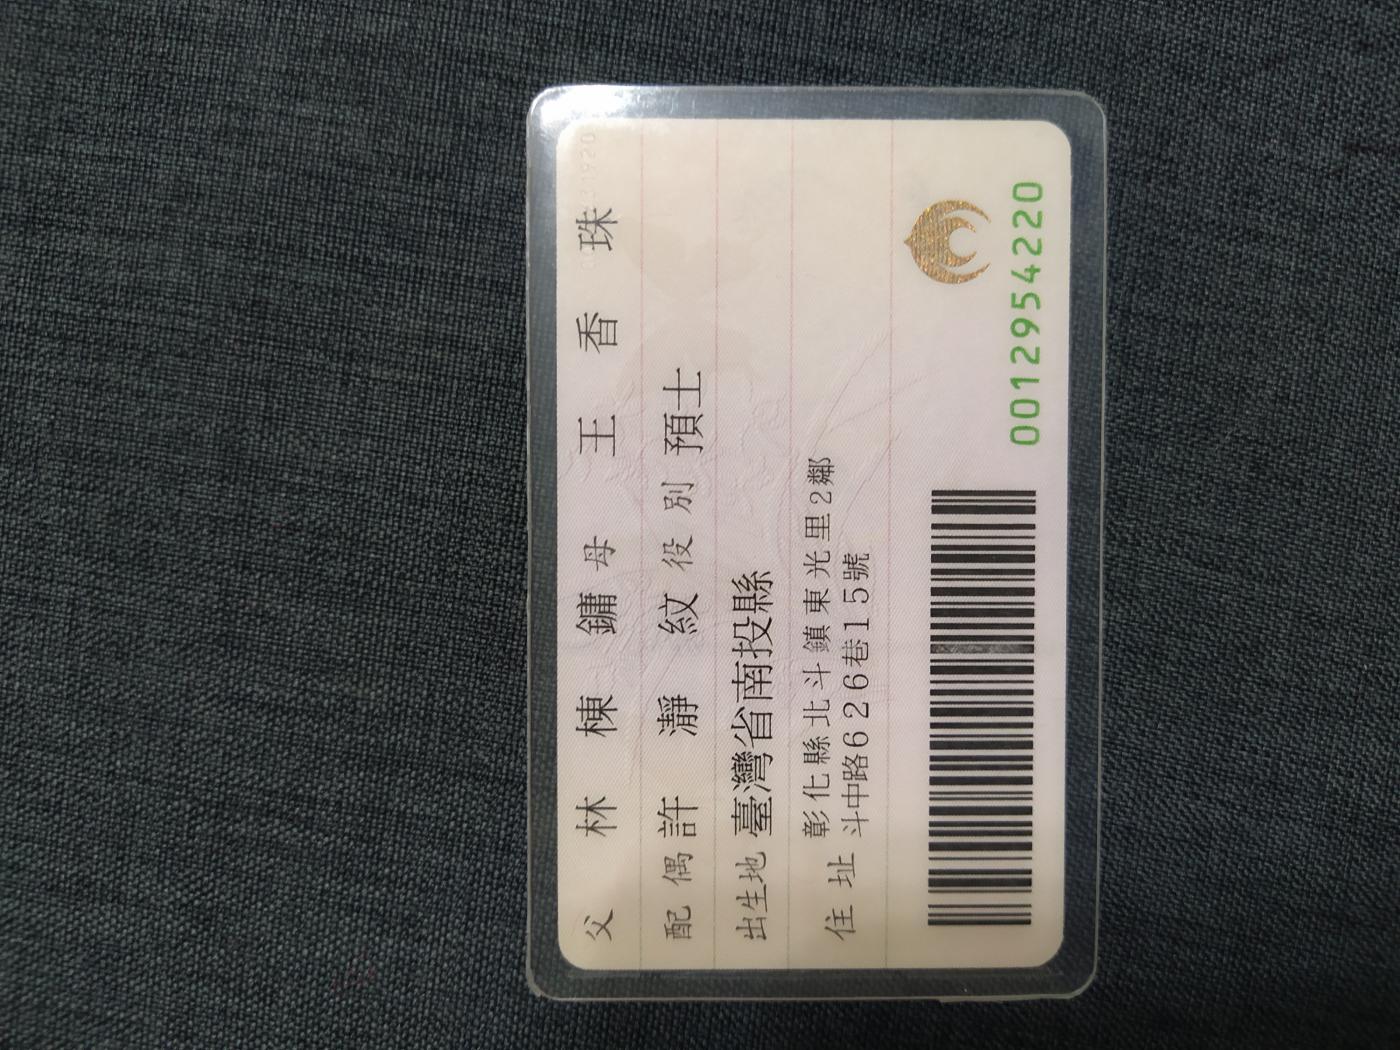 父 林棟鏞 母 王香珠
配偶 許瀞紋 役別 預士
出生地 臺灣省南投縣
住址 彰化縣北斗鎮東光里2鄰
斗中路626巷15號
0012954220